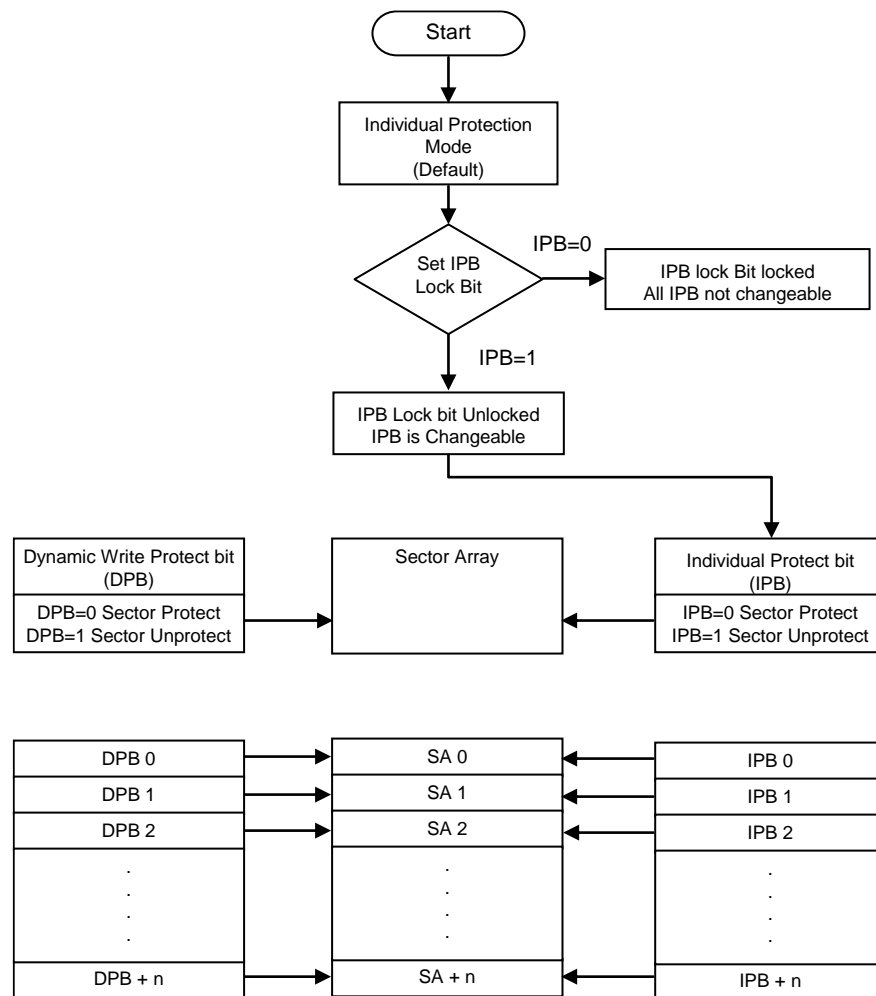 Start
Individual Protection
Mode
(Default)
Set IPB
Lock Bit
IPB=0
IPB lock Bit locked
All IPB not changeable
IPB=1
IPB Lock bit Unlocked
IPB is Changeable
Dynamic Write Protect bit
(DPB)
DPB=0 Sector Protect
DPB=1 Sector Unprotect
Sector Array
Individual Protect bit
(IPB)
IPB=0 Sector Protect
IPB=1 Sector Unprotect
DPB 0
SA 0
IPB 0
DPB 1
SA 1
IPB 1
DPB 2
SA 2
IPB 2
DPB + n
SA + n
IPB + n